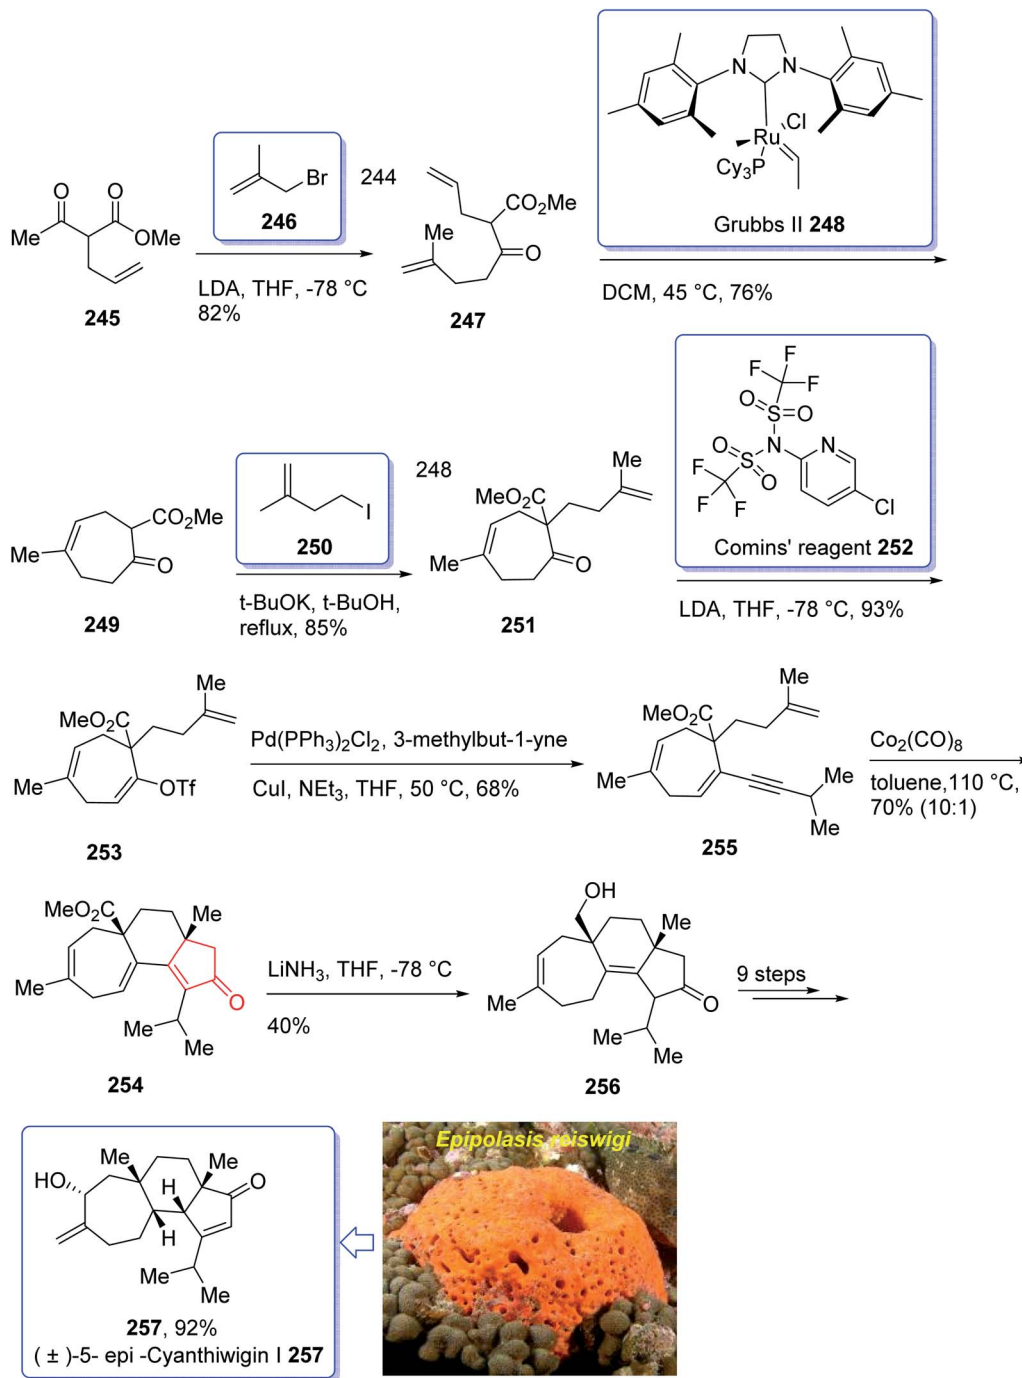 O O
Me OMe
245
Br
246
244
LDA, THF, -78 °C
82%
CO2Me
Me
O
247
N N
Cl
Ru
Cy3P
Grubbs II 248
DCM, 45 °C, 76%
CO2Me
Me
O
249
I
250
248
t-BuOK, t-BuOH,
reflux, 85%
Me
MeO2C
Me
O
251
F
F
F
O
S=O
O N N
S
F O
F F
Cl
Comins' reagent 252
LDA, THF, -78 °C, 93%
Me
MeO2C
Me
OTf
253
Pd(PPh3)2Cl2, 3-methylbut-1-yne
CuI, NEt3, THF, 50 °C, 68%
Me
MeO2C
Me
Me
Me
255
Co2(CO)8
toluene,110 °C,
70% (10:1)
MeO2C
Me
Me
O
Me
Me
254
LiNH3, THF, -78 °C
40%
OH
Me
Me
O
Me
Me
256
9 steps
Me
Me
HO
O
H
H
Me
Me
257, 92%
( ± )-5- epi -Cyanthiwigin I 257
Epipolasis reiswigi